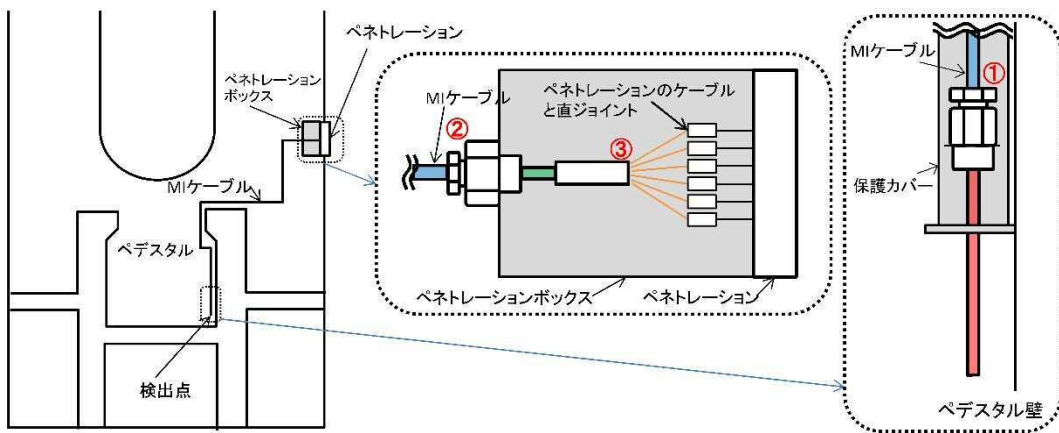 ペネトレーション
ペネトレーション
ボックス
MIケーブル
ペデスタル
検出点
MIケーブル
②
ペネトレーションのケーブル
と直ジョイント
③
ペネトレーションボックス
ペネトレーション
MIケーブル
①
保護カバー
ペデスタル壁